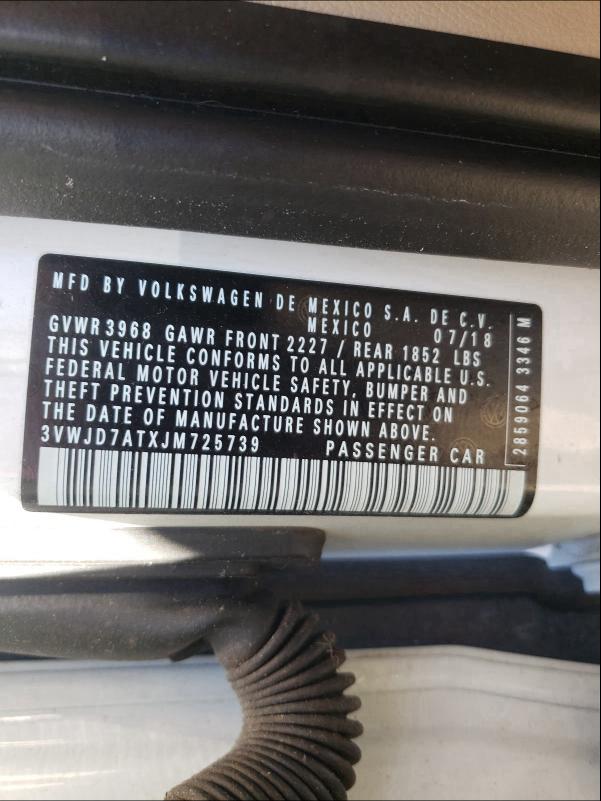 MFD BY VOLKSWAGEN DE MEXICO S.A. DE C.V.
MEXICO 07/18
GVWR 3968 GAWR FRONT 2227 / REAR 1852 LBS
THIS VEHICLE CONFORMS TO ALL APPLICABLE U.S.
FEDERAL MOTOR VEHICLE SAFETY, BUMPER AND
THEFT PREVENTION STANDARDS IN EFFECT ON
THE DATE OF MANUFACTURE SHOWN ABOVE.
3VWJD7ATXJM725739 PASSENGER CAR
2859064 3346 M